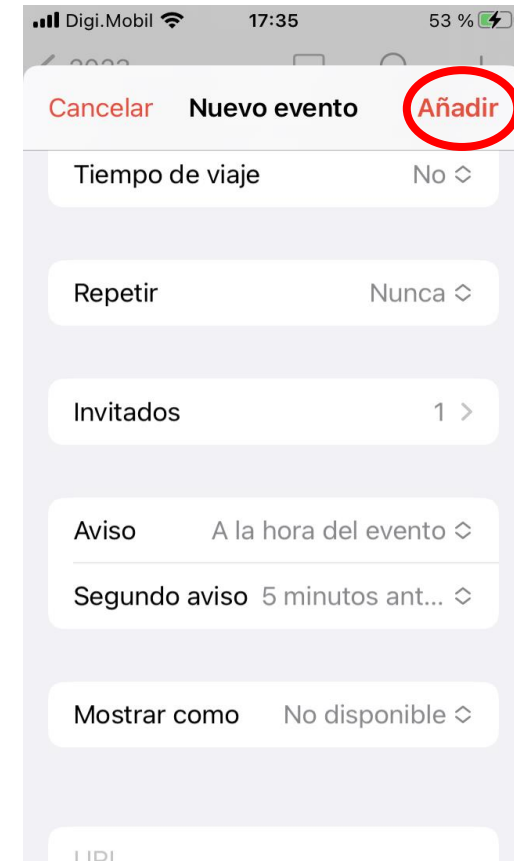 Digi.Mobil 17:35 53 %
2023
Cancelar Nuevo evento Añadir
Tiempo de viaje No
Repetir Nunca
Invitados 1
Aviso A la hora del evento
Segundo aviso 5 minutos ant...
Mostrar como No disponible
URL